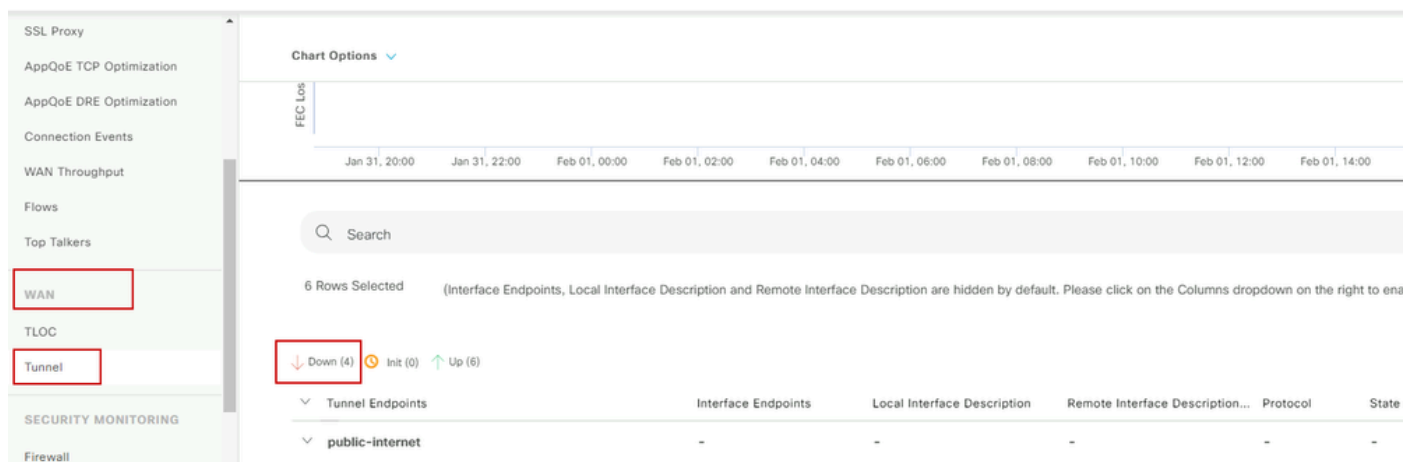 SSL Proxy
AppQoE TCP Optimization
AppQoE DRE Optimization
Connection Events
WAN Throughput
Flows
Top Talkers
WAN
TLOC
Tunnel
SECURITY MONITORING
Firewall
Chart Options
FEC Los
Jan 31, 20:00 Jan 31, 22:00 Feb 01, 00:00 Feb 01, 02:00 Feb 01, 04:00 Feb 01, 06:00 Feb 01, 08:00 Feb 01, 10:00 Feb 01, 12:00 Feb 01, 14:00
Search
6 Rows Selected (Interface Endpoints, Local Interface Description and Remote Interface Description are hidden by default. Please click on the Columns dropdown on the right to ena
Down (4) Init (0) Up (6)
Tunnel Endpoints Interface Endpoints Local Interface Description Remote Interface Description... Protocol State
public-internet - - - - -